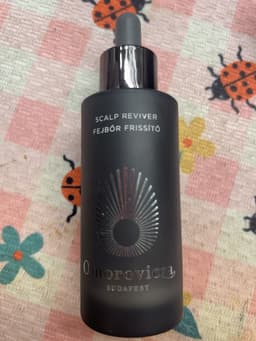 SCALP REVIVER
FEJBŐR FRISSÍTŐ
Omorovicza
BUDAPEST